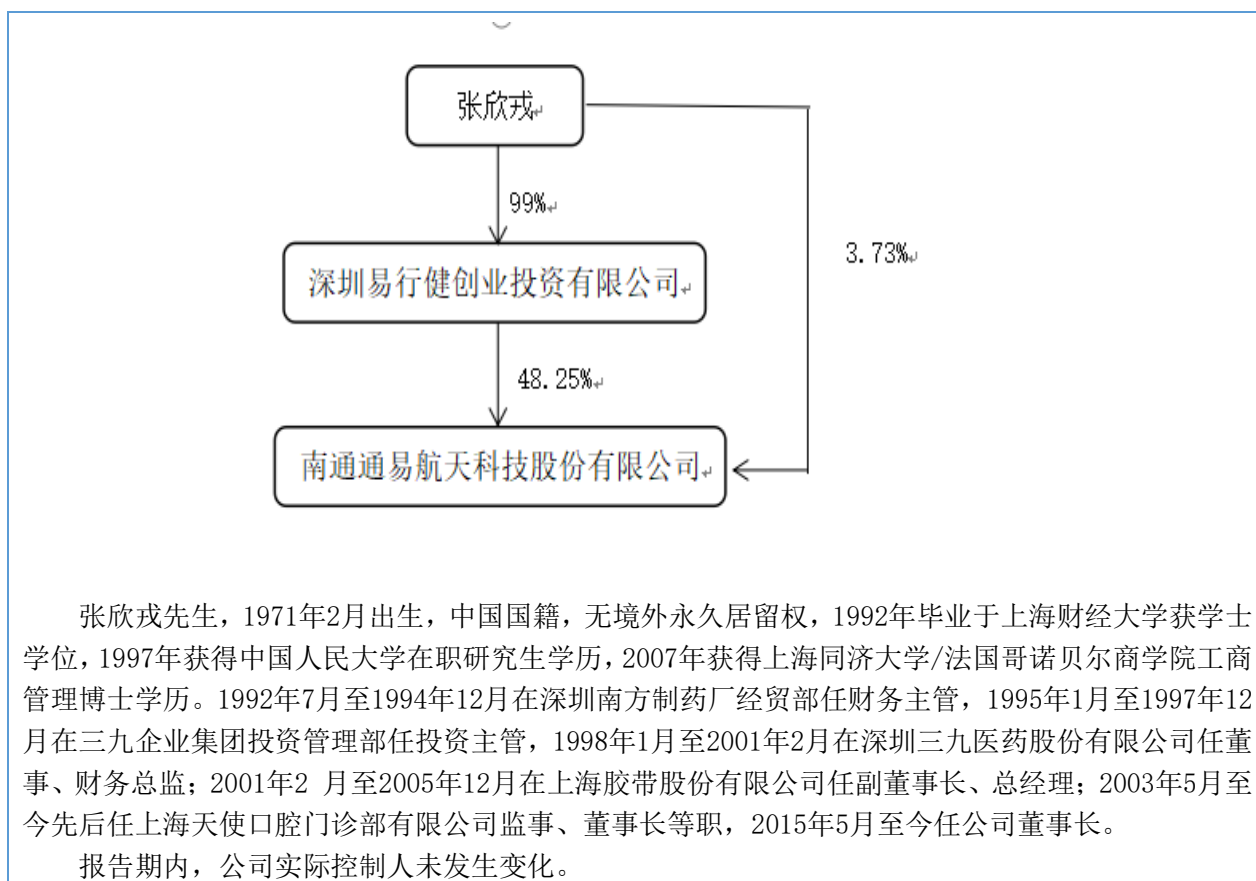 张欣戎
99%
3.73%
深圳易行健创业投资有限公司
48.25%
南通通易航天科技股份有限公司
张欣戎先生，1971年2月出生，中国国籍，无境外永久居留权，1992年毕业于上海财经大学获学士
学位，1997年获得中国人民大学在职研究生学历，2007年获得上海同济大学/法国哥诺贝尔商学院工商
管理博士学历。1992年7月至1994年12月在深圳南方制药厂经贸部任财务主管，1995年1月至1997年12
月在三九企业集团投资管理部任投资主管，1998年1月至2001年2月在深圳三九医药股份有限公司任董
事、财务总监；2001年2 月至2005年12月在上海胶带股份有限公司任副董事长、总经理；2003年5月至
今先后任上海天使口腔门诊部有限公司监事、董事长等职，2015年5月至今任公司董事长。
报告期内，公司实际控制人未发生变化。